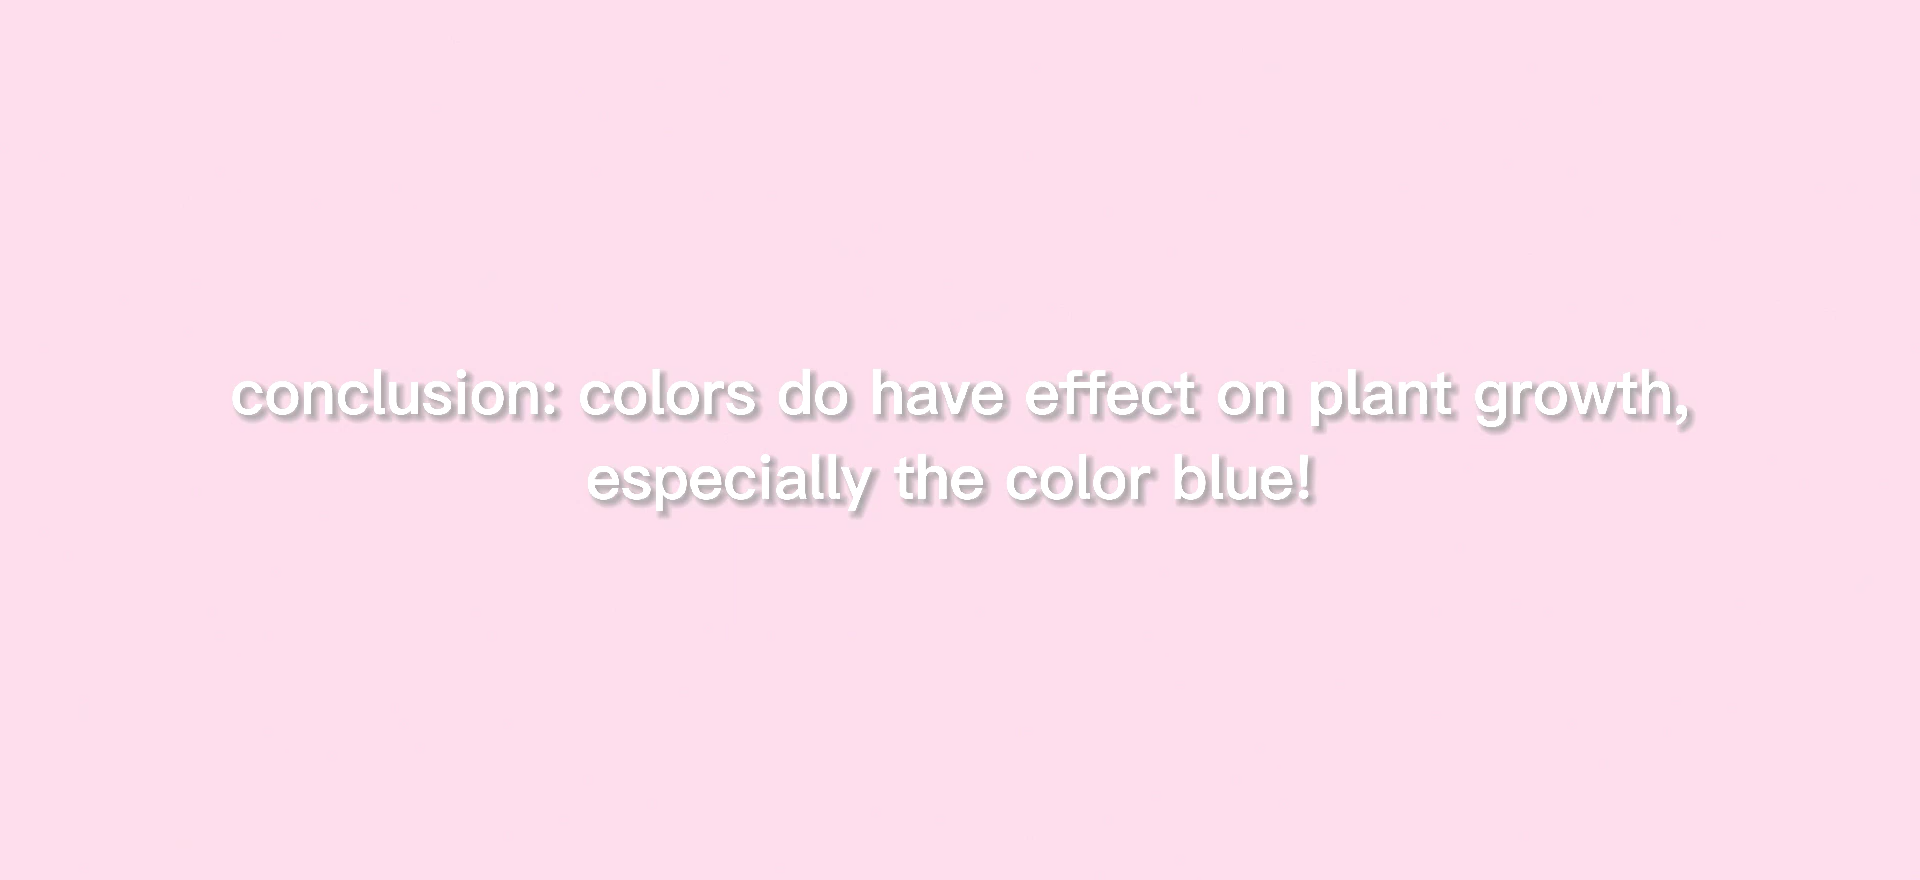 conclusion: colors do have effect on plant growth,
especially the color blue!